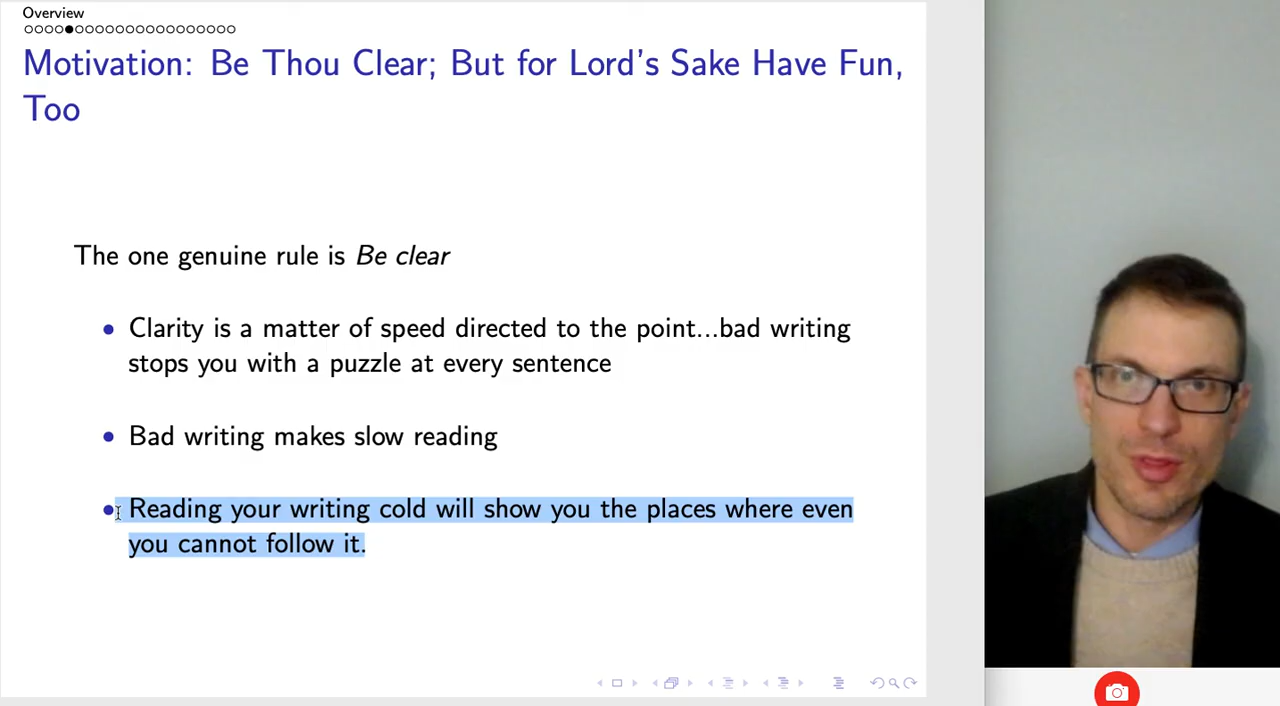 Overview
Motivation: Be Thou Clear; But for Lord's Sake Have Fun,
Too
The one genuine rule is Be clear
Clarity is a matter of speed directed to the point...bad writing
stops you with a puzzle at every sentence
Bad writing makes slow reading
Reading your writing cold will show you the places where even
you cannot follow it.